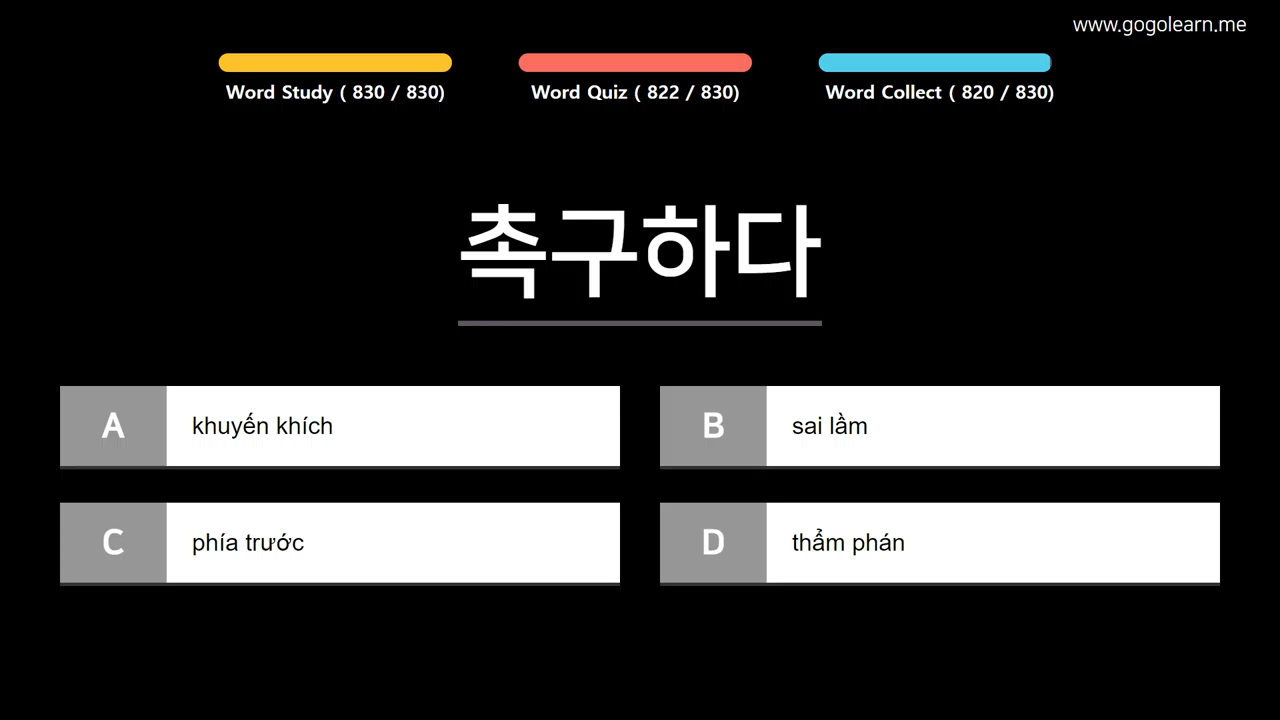 www.gogolearn.me
Word Study ( 830 / 830)
Word Quiz ( 822 / 830)
Word Collect ( 820 / 830)
촉구하다
A khuyến khích
B sai lầm
C phía trước
D thẩm phán